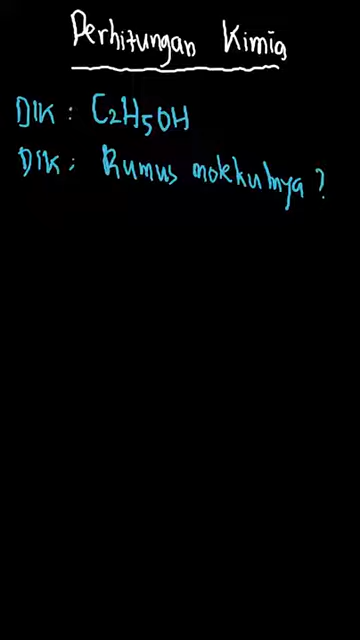 Perhitungan Kimia
DIK : C2H5OH
DIK : Rumus molekulnya ?